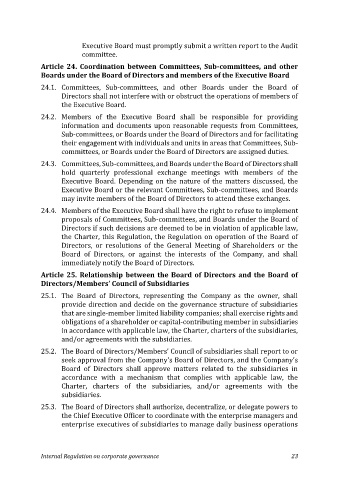 Executive Board must promptly submit a written report to the Audit
committee.
Article 24. Coordination between Committees, Sub-committees, and other
Boards under the Board of Directors and members of the Executive Board
24.1. Committees, Sub-committees, and other Boards under the Board of
Directors shall not interfere with or obstruct the operations of members of
the Executive Board.
24.2. Members of the Executive Board shall be responsible for providing
information and documents upon reasonable requests from Committees,
Sub-committees, or Boards under the Board of Directors and for facilitating
their engagement with individuals and units in areas that Committees, Sub-
committees, or Boards under the Board of Directors are assigned duties.
24.3. Committees, Sub-committees, and Boards under the Board of Directors shall
hold quarterly professional exchange meetings with members of the
Executive Board. Depending on the nature of the matters discussed, the
Executive Board or the relevant Committees, Sub-committees, and Boards
may invite members of the Board of Directors to attend these exchanges.
24.4. Members of the Executive Board shall have the right to refuse to implement
proposals of Committees, Sub-committees, and Boards under the Board of
Directors if such decisions are deemed to be in violation of applicable law,
the Charter, this Regulation, the Regulation on operation of the Board of
Directors, or resolutions of the General Meeting of Shareholders or the
Board of Directors, or against the interests of the Company, and shall
immediately notify the Board of Directors.
Article 25. Relationship between the Board of Directors and the Board of
Directors/Members' Council of Subsidiaries
25.1. The Board of Directors, representing the Company as the owner, shall
provide direction and decide on the governance structure of subsidiaries
that are single-member limited liability companies; shall exercise rights and
obligations of a shareholder or capital-contributing member in subsidiaries
in accordance with applicable law, the Charter, charters of the subsidiaries,
and/or agreements with the subsidiaries.
25.2. The Board of Directors/Members' Council of subsidiaries shall report to or
seek approval from the Company's Board of Directors, and the Company's
Board of Directors shall approve matters related to the subsidiaries in
accordance with a mechanism that complies with applicable law, the
Charter, charters of the subsidiaries, and/or agreements with the
subsidiaries.
25.3. The Board of Directors shall authorize, decentralize, or delegate powers to
the Chief Executive Officer to coordinate with the enterprise managers and
enterprise executives of subsidiaries to manage daily business operations
Internal Regulation on corporate governance 23